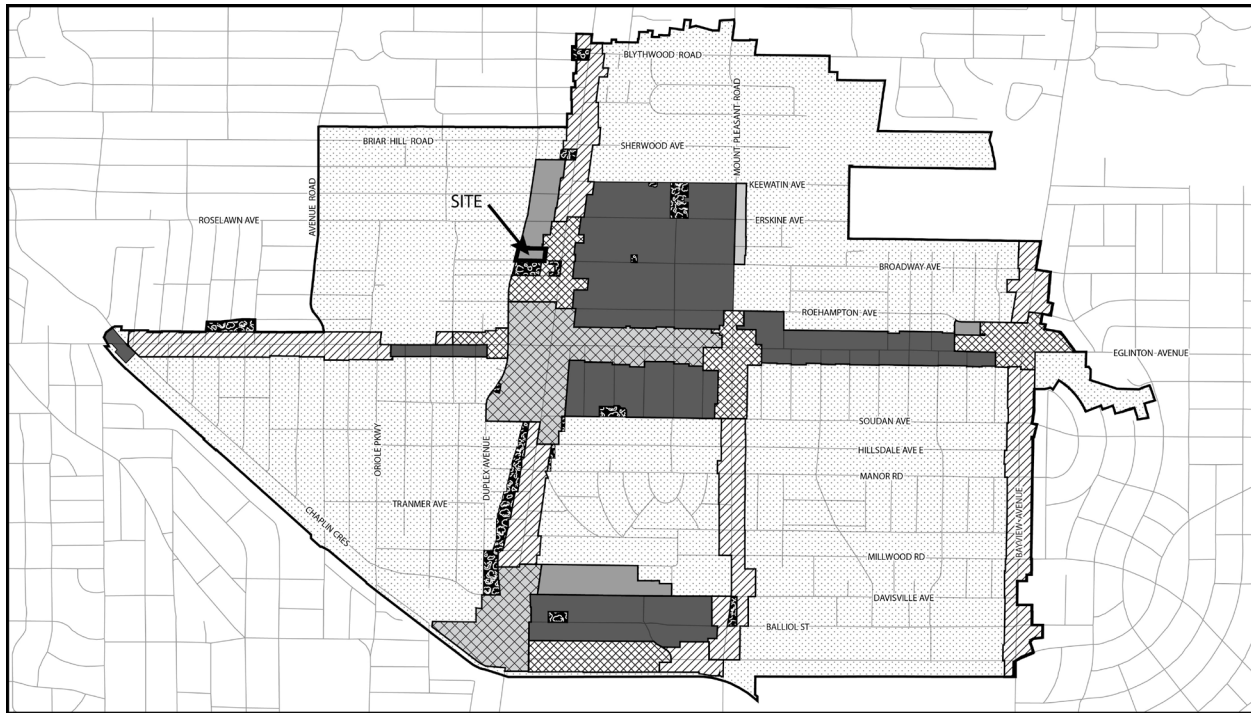 BLYTHWOOD ROAD
MOUNT PLEASANT ROAD
BRIAR HILL ROAD
SHERWOOD AVE
KEEWATIN AVE
SITE
AVENUE ROAD
ROSELAWN AVE
ERSKINE AVE
BROADWAY AVE
ROEHAMPTON AVE
EGLINTON AVENUE
SOUDAN AVE
ORIOLE PKWY
DUPLEX AVENUE
HILLSDALE AVE E
MANOR RD
TRANMER AVE
CHAPLIN CRES
BAYVIEW AVENUE
MILLWOOD RD
DAVISVILLE AVE
BALLIOL ST